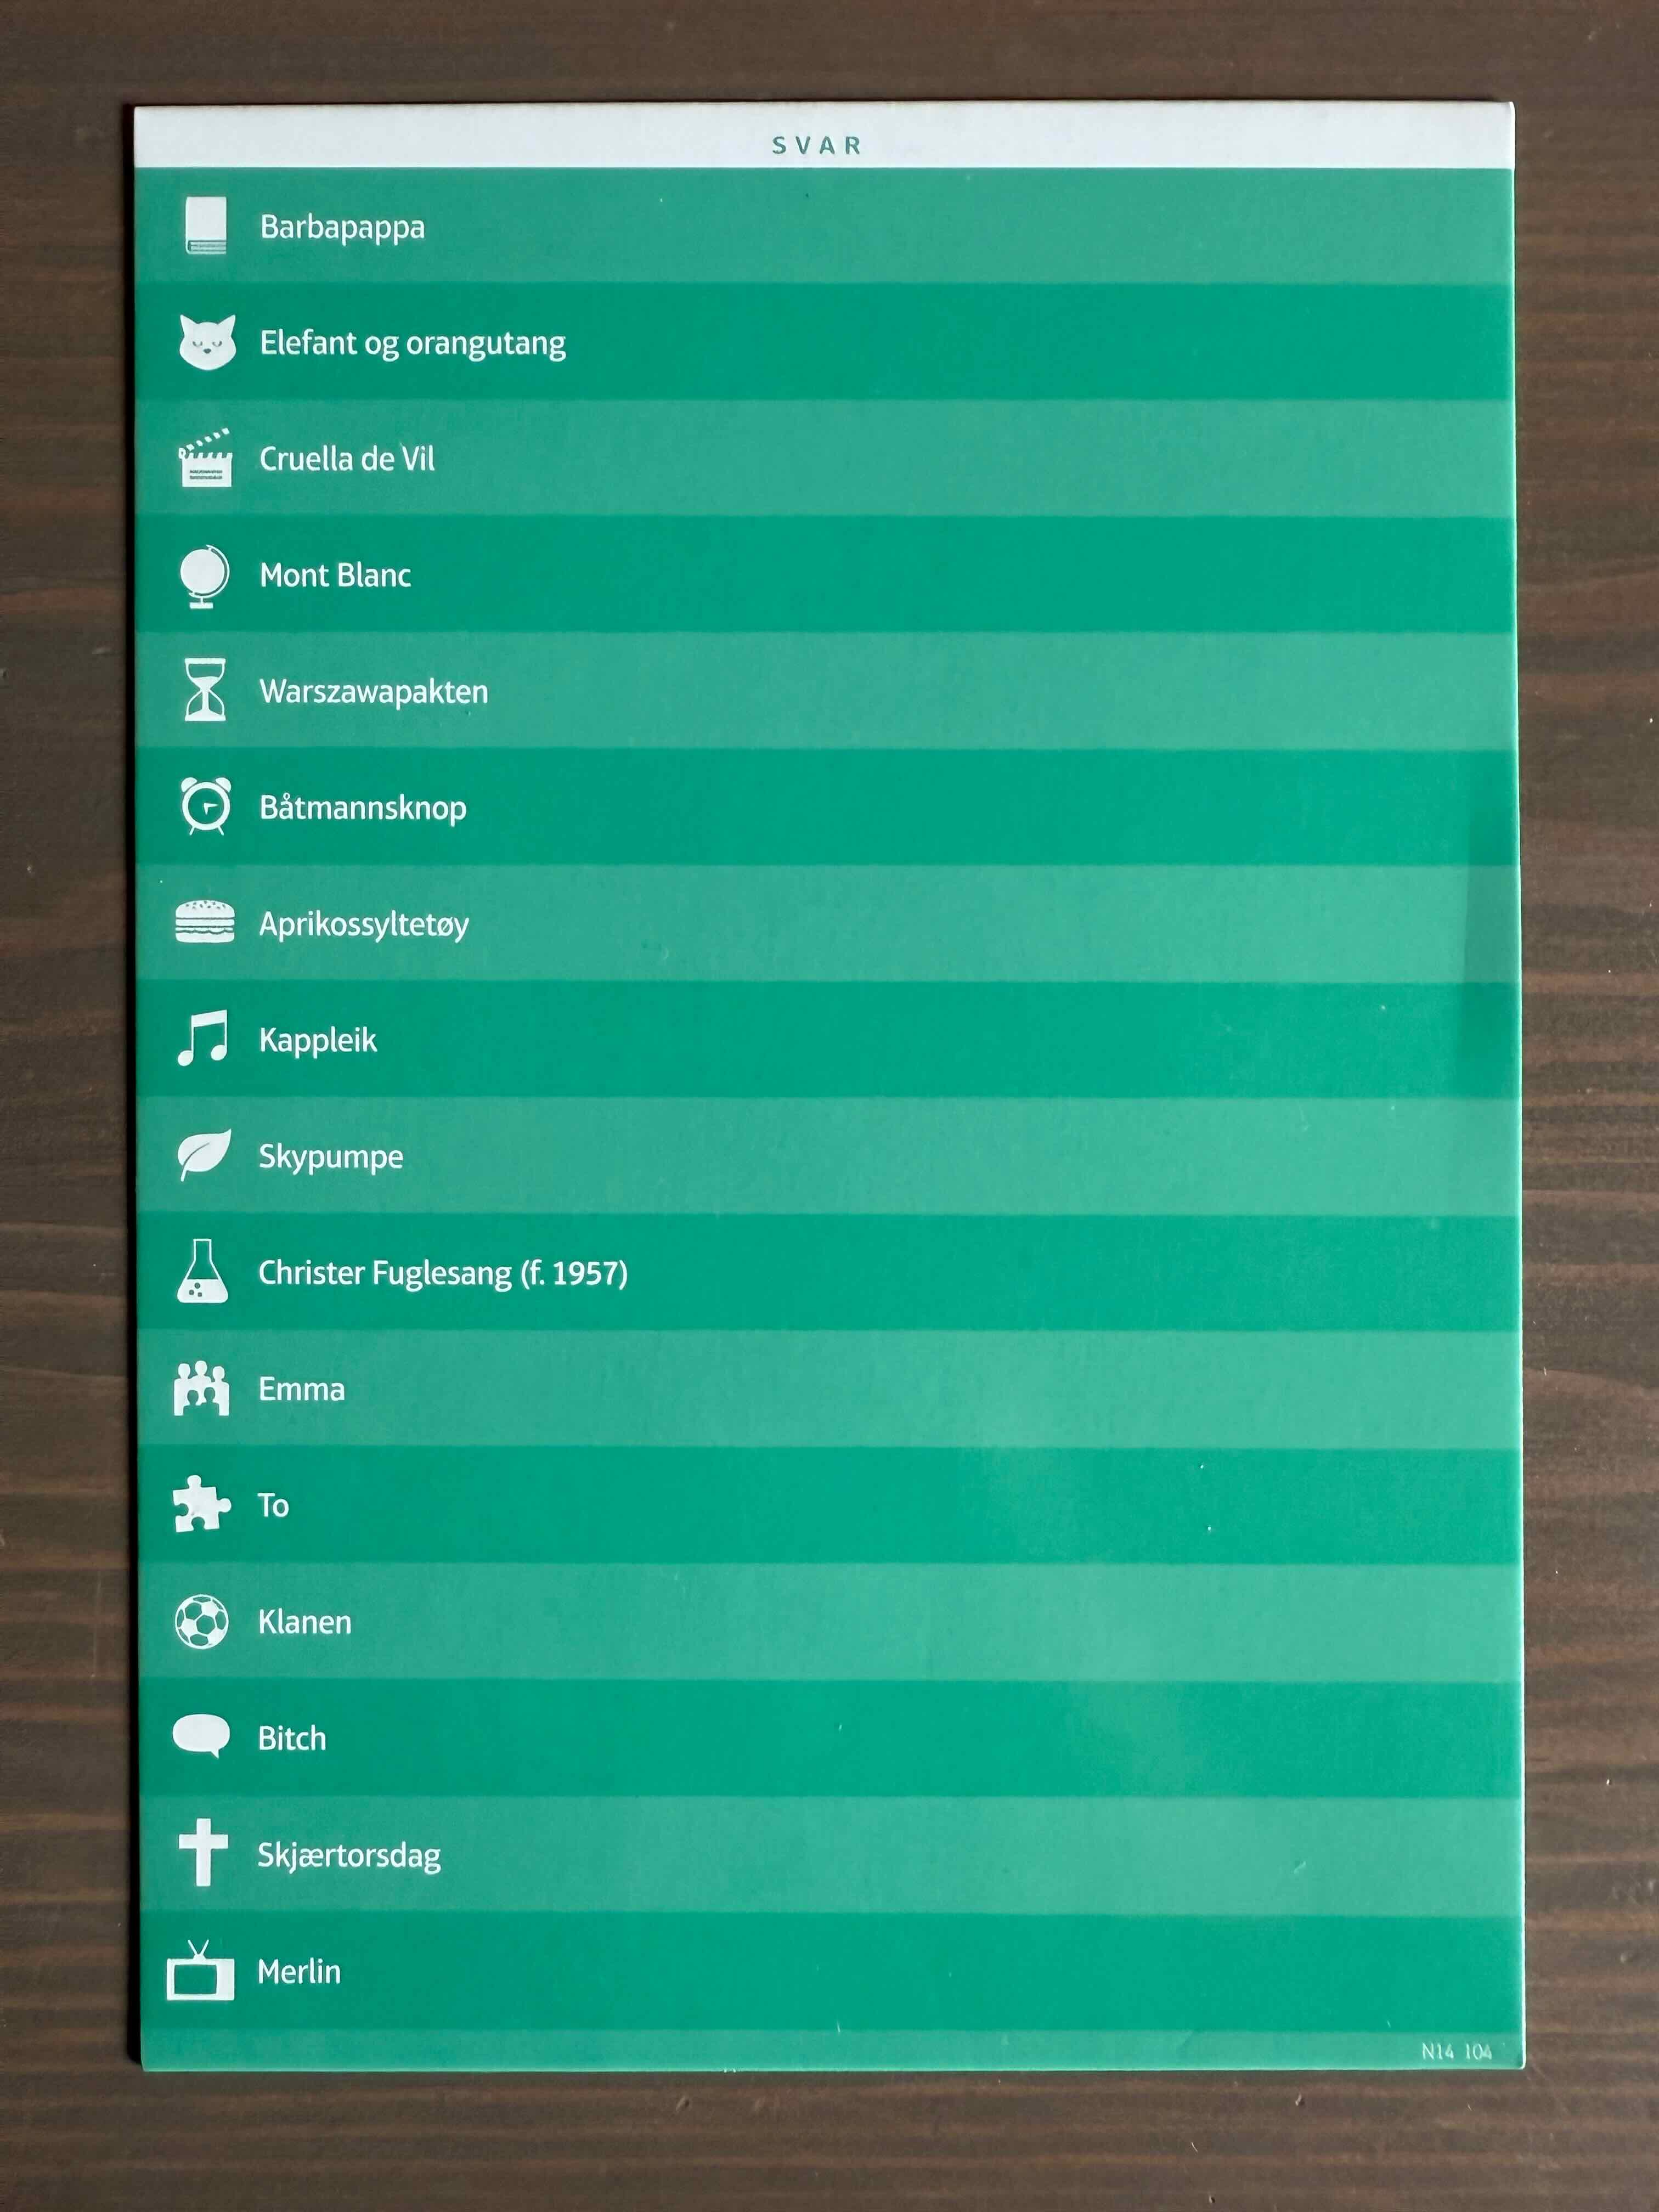 SVAR
Barbapappa
Elefant og orangutang
Cruella de Vil
Mont Blanc
Warszawapakten
Båtmannsknop
Aprikossyltetøy
Kappleik
Skypumpe
Christer Fuglesang (f. 1957)
Emma
To
Klanen
Bitch
Skjærtorsdag
Merlin
N14 104